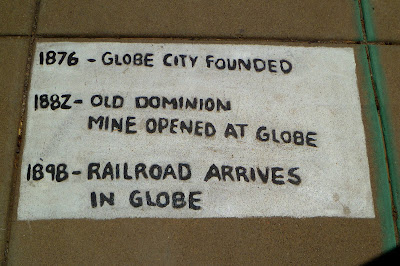 1876 - GLOBE CITY FOUNDED
1882 - OLD DOMINION
MINE OPENED AT GLOBE
1898 - RAILROAD ARRIVES
IN GLOBE